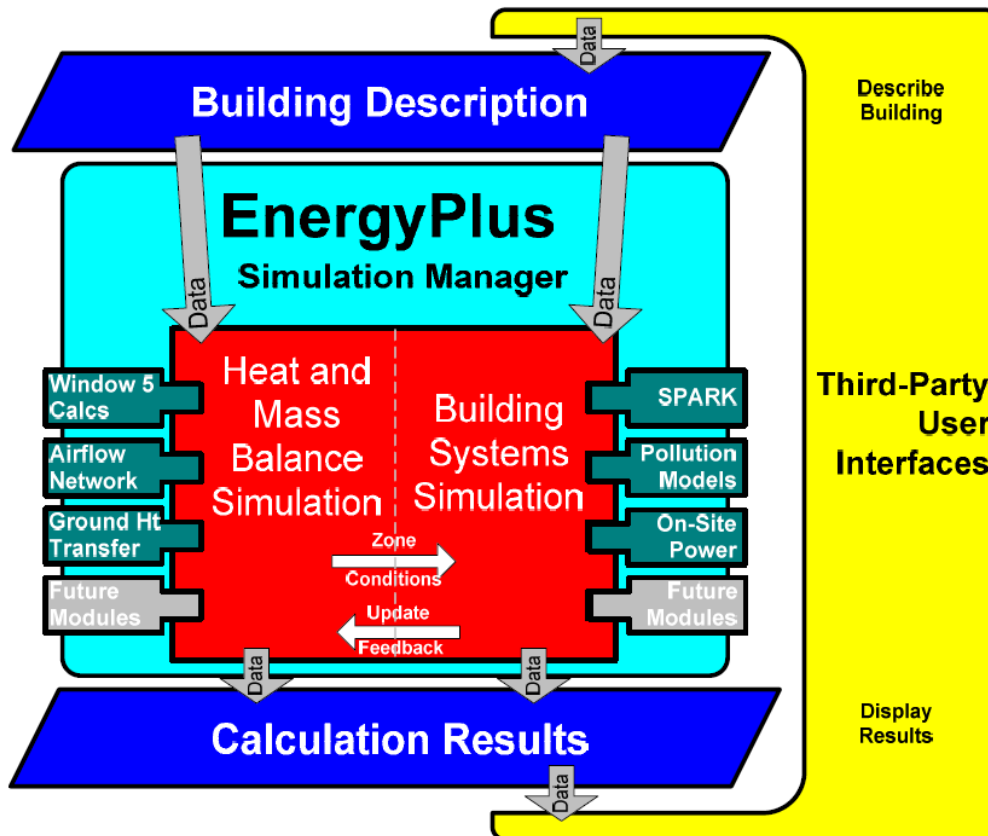 Data
Building Description
Describe
Building
EnergyPlus
Simulation Manager
Data
Data
Window 5
Calcs
Airflow
Network
Ground Ht
Transfer
Future
Modules
Heat and
Mass
Balance
Simulation
Building
Systems
Simulation
Zone
Conditions
Update
Feedback
SPARK
Pollution
Models
On-Site
Power
Future
Modules
Third-Party
User
Interfaces
Data
Data
Calculation Results
Display
Results
Data